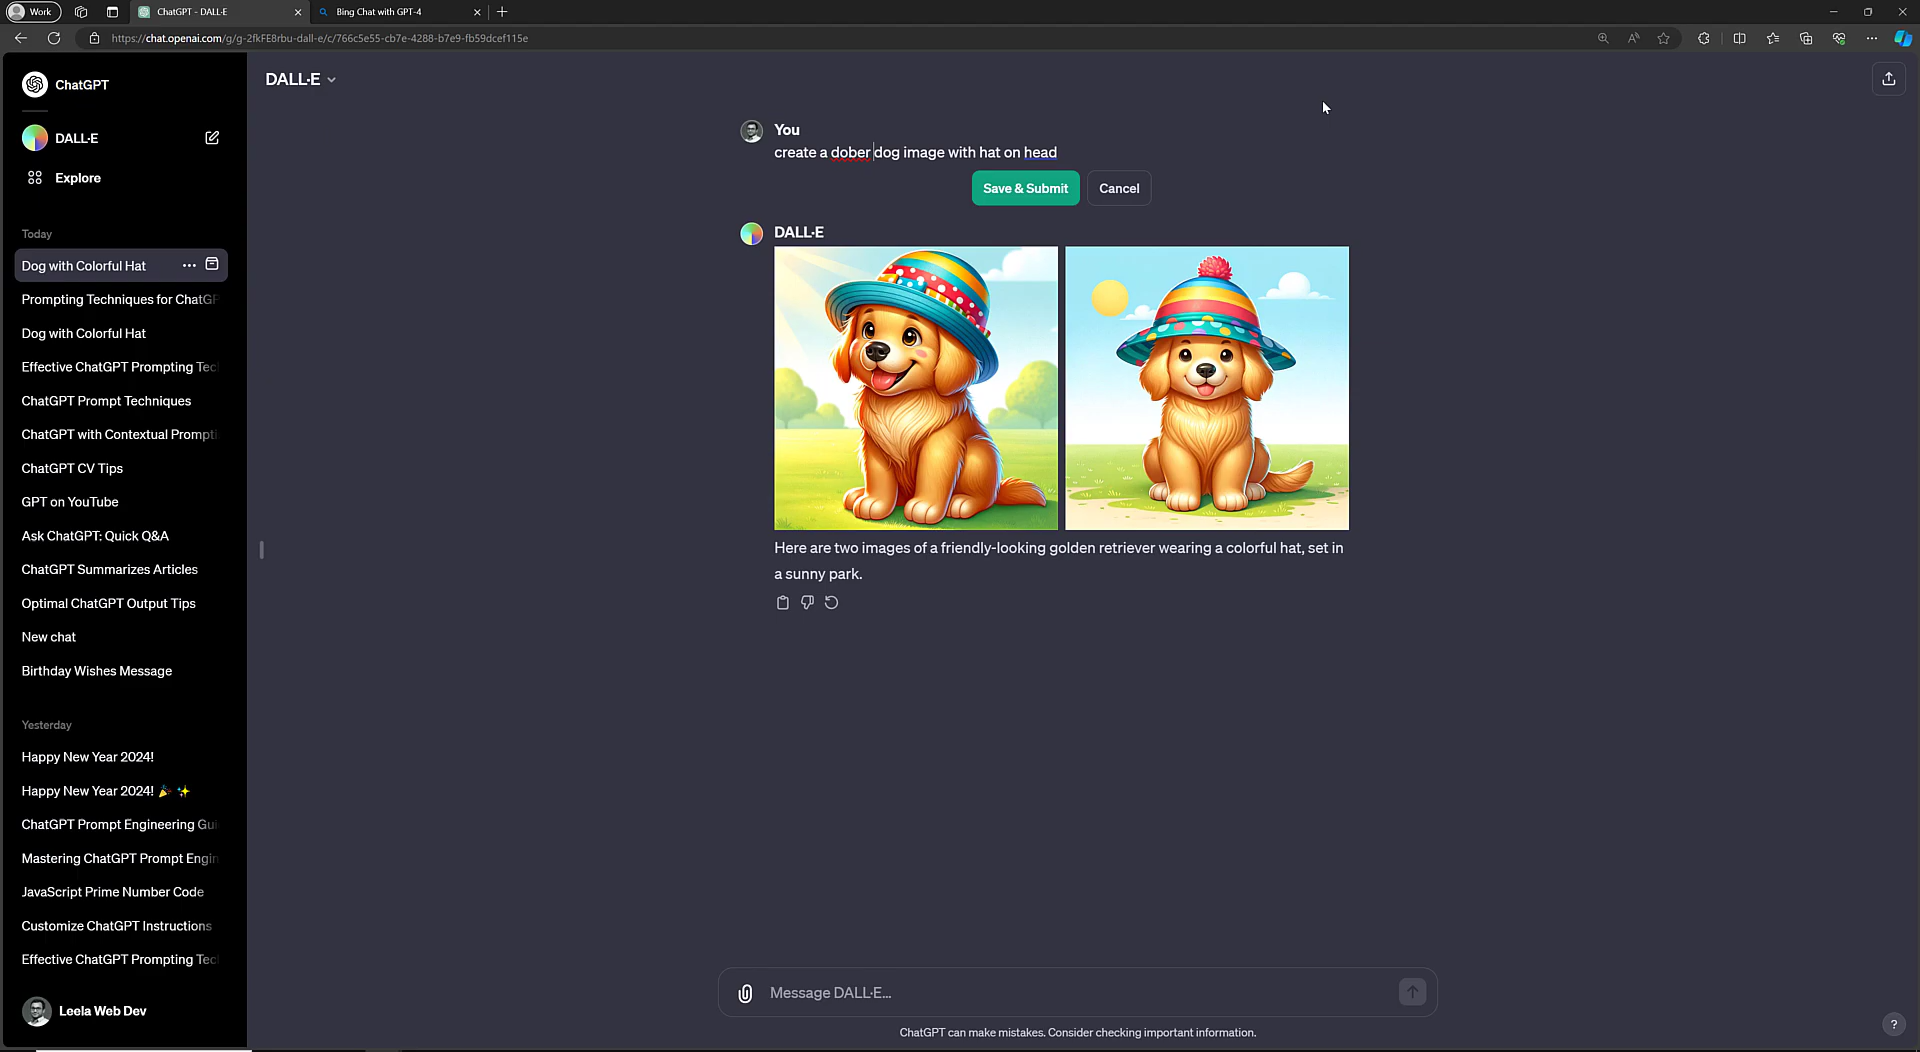 Work
ChatGPT - DALL·E
Bing Chat with GPT-4
https://chat.openai.com/g/g-2fkFE8rbu-dall-e/c/766c5e55-cb7e-4288-b7e9-fb59dcef115e
ChatGPT
DALL·E
Explore
Today
Dog with Colorful Hat
Prompting Techniques for ChatGP
Dog with Colorful Hat
Effective ChatGPT Prompting Tec
ChatGPT Prompt Techniques
ChatGPT with Contextual Prompti
ChatGPT CV Tips
GPT on YouTube
Ask ChatGPT: Quick Q&A
ChatGPT Summarizes Articles
Optimal ChatGPT Output Tips
New chat
Birthday Wishes Message
Yesterday
Happy New Year 2024!
Happy New Year 2024! 🎉 ✨
ChatGPT Prompt Engineering Gui
Mastering ChatGPT Prompt Engin
JavaScript Prime Number Code
Customize ChatGPT Instructions
Effective ChatGPT Prompting Tec
Leela Web Dev
DALL·E
You
create a dober dog image with hat on head
Save & Submit
Cancel
DALL·E
Here are two images of a friendly-looking golden retriever wearing a colorful hat, set in
a sunny park.
Message DALL·E...
ChatGPT can make mistakes. Consider checking important information.
?